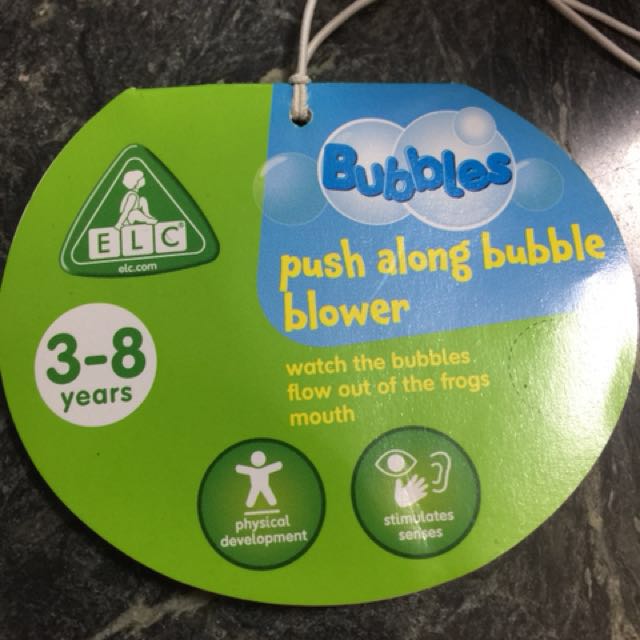 Bubbles
ELC
elc.com
push along bubble
blower
3-8
years
watch the bubbles
flow out of the frogs
mouth
physical
development
stimulates
senses